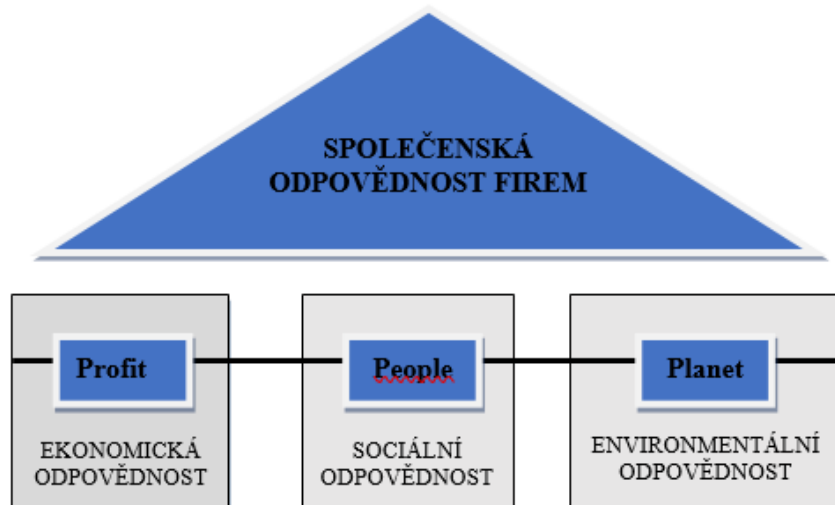 SPOLEČENSKÁ
ODPOVĚDNOST FIREM
Profit
People
Planet
EKONOMICKÁ
ODPOVĚDNOST
SOCIÁLNÍ
ODPOVĚDNOST
ENVIRONMENTÁLNÍ
ODPOVĚDNOST